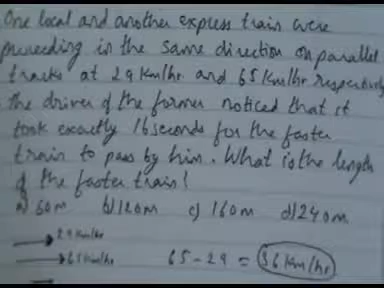 One local and another express train were
proceeding in the same direction on parallel
tracks at 29 Km/hr and 65 Km/hr respectively
the driver of the former noticed that it
took exactly 16 seconds for the faster
train to pass by him. What is the length
of the faster train?
a) 60m b) 120m c) 160m d) 240m
29 Km/hr
65 Km/hr 65 - 29 = 36 Km/hr